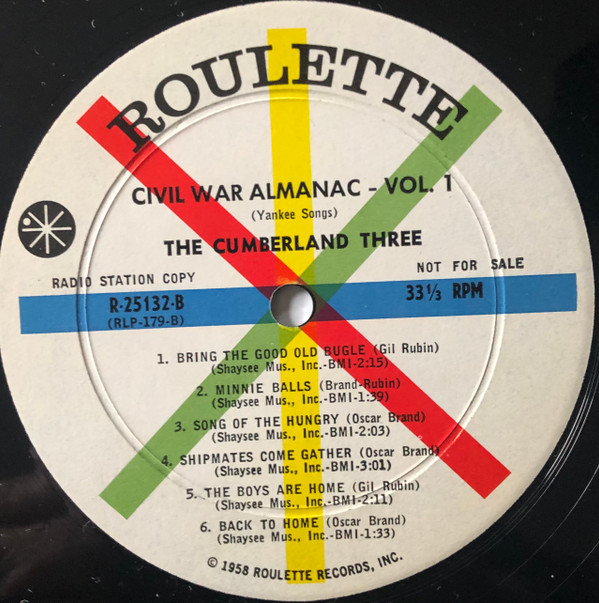 ROULETTE
CIVIL WAR ALMANAC - VOL. 1
(Yankee Songs)
THE CUMBERLAND THREE
RADIO STATION COPY
NOT FOR SALE
R-25132-B
33⅓ RPM
(RLP-179-B)
1. BRING THE GOOD OLD BUGLE (Gil Rubin)
(Shaysee Mus., Inc.-BMI-2:15)
2. MINNIE BALLS (Brand-Rubin)
(Shaysee Mus., Inc.-BMI-1:39)
3. SONG OF THE HUNGRY (Oscar Brand)
(Shaysee Mus., Inc.-BMI-2:03)
4. SHIPMATES COME GATHER (Oscar Brand)
(Shaysee Mus., Inc.-BMI-3:01)
5. THE BOYS ARE HOME (Gil Rubin)
(Shaysee Mus., Inc.-BMI-2:11)
6. BACK TO HOME (Oscar Brand)
(Shaysee Mus., Inc.-BMI-1:33)
© 1958 ROULETTE RECORDS, INC.